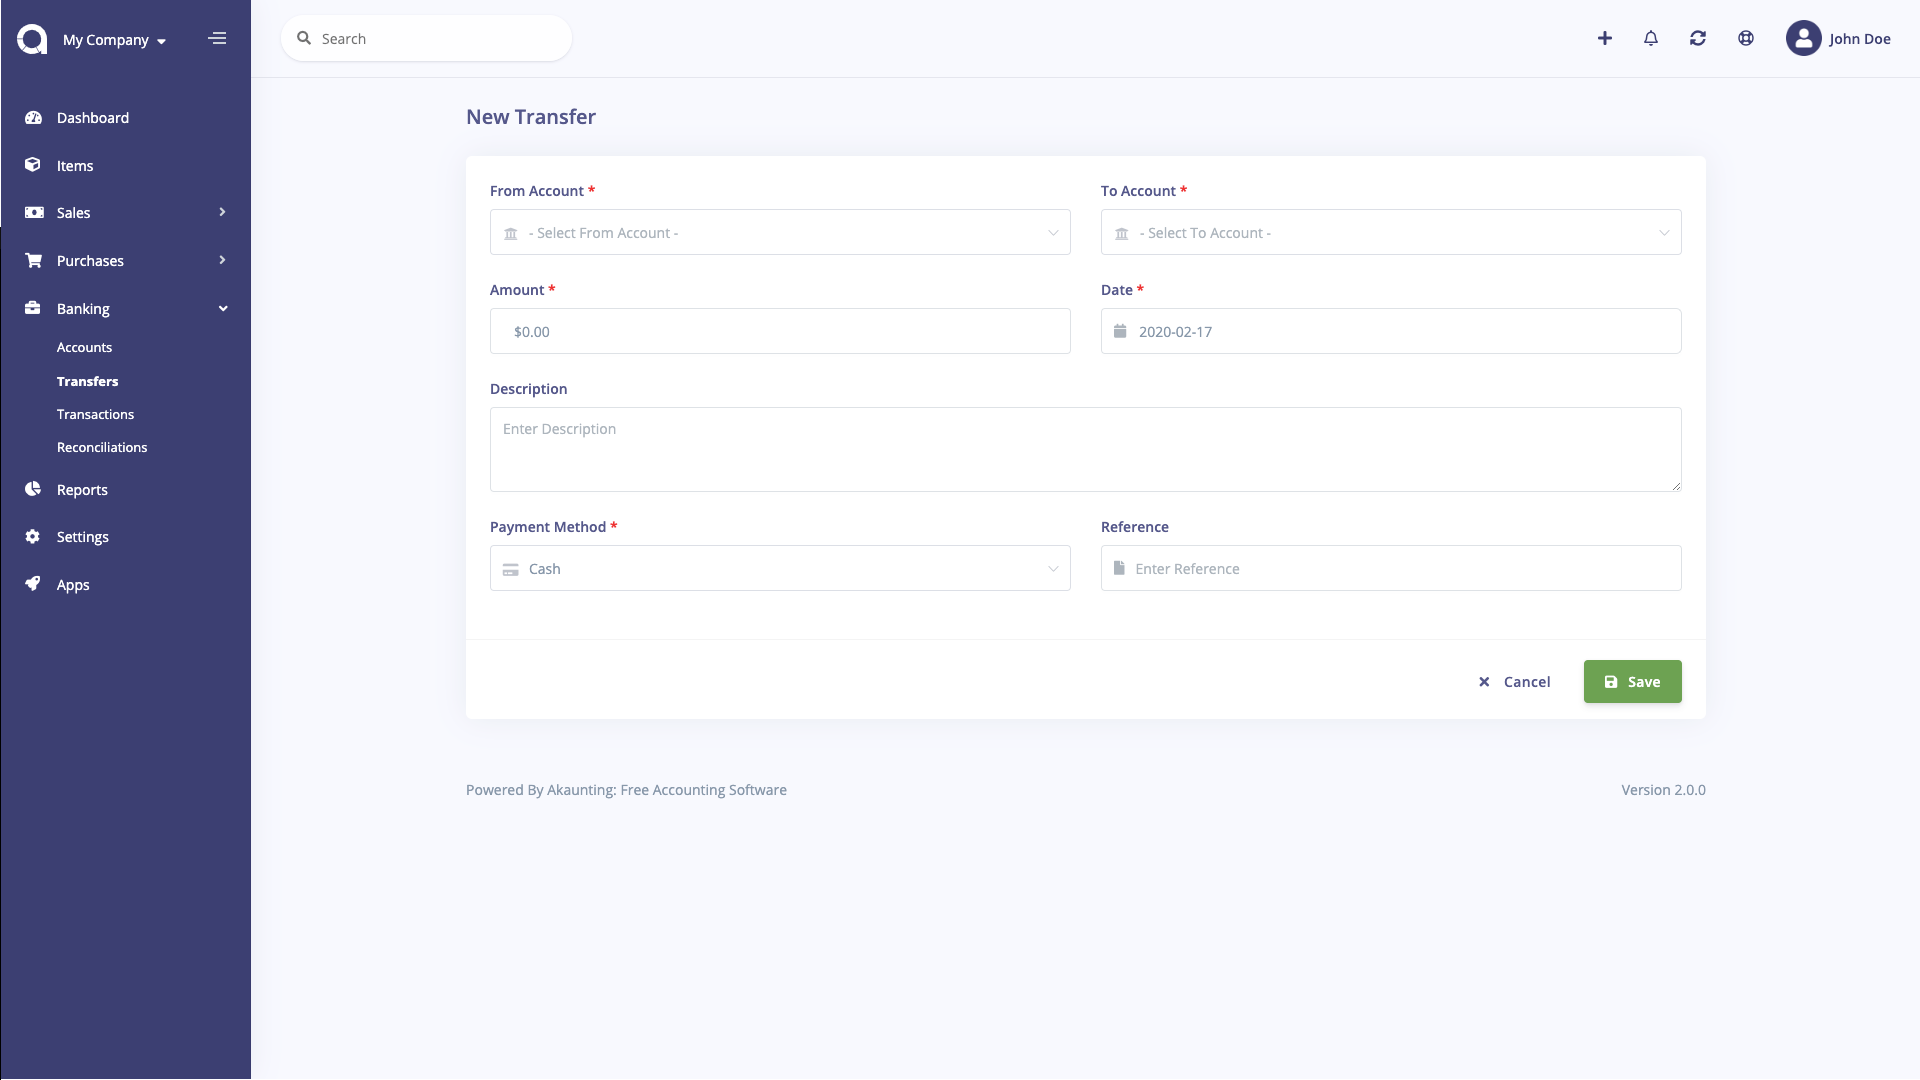 My Company
Search
John Doe
Dashboard
Items
Sales
Purchases
Banking
Accounts
Transfers
Transactions
Reconciliations
Reports
Settings
Apps
New Transfer
From Account *
- Select From Account -
To Account *
- Select To Account -
Amount *
$0.00
Date *
2020-02-17
Description
Enter Description
Payment Method *
Cash
Reference
Enter Reference
Cancel
Save
Powered By Akaunting: Free Accounting Software
Version 2.0.0